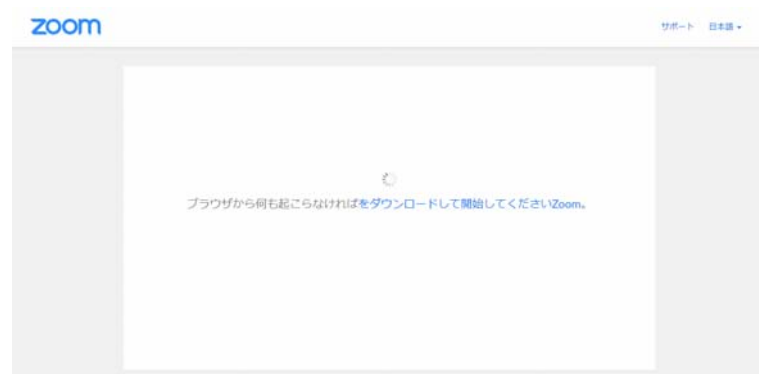 zoom
サポート 日本語
ブラウザから何も起こらなければをダウンロードして開始してくださいZoom。